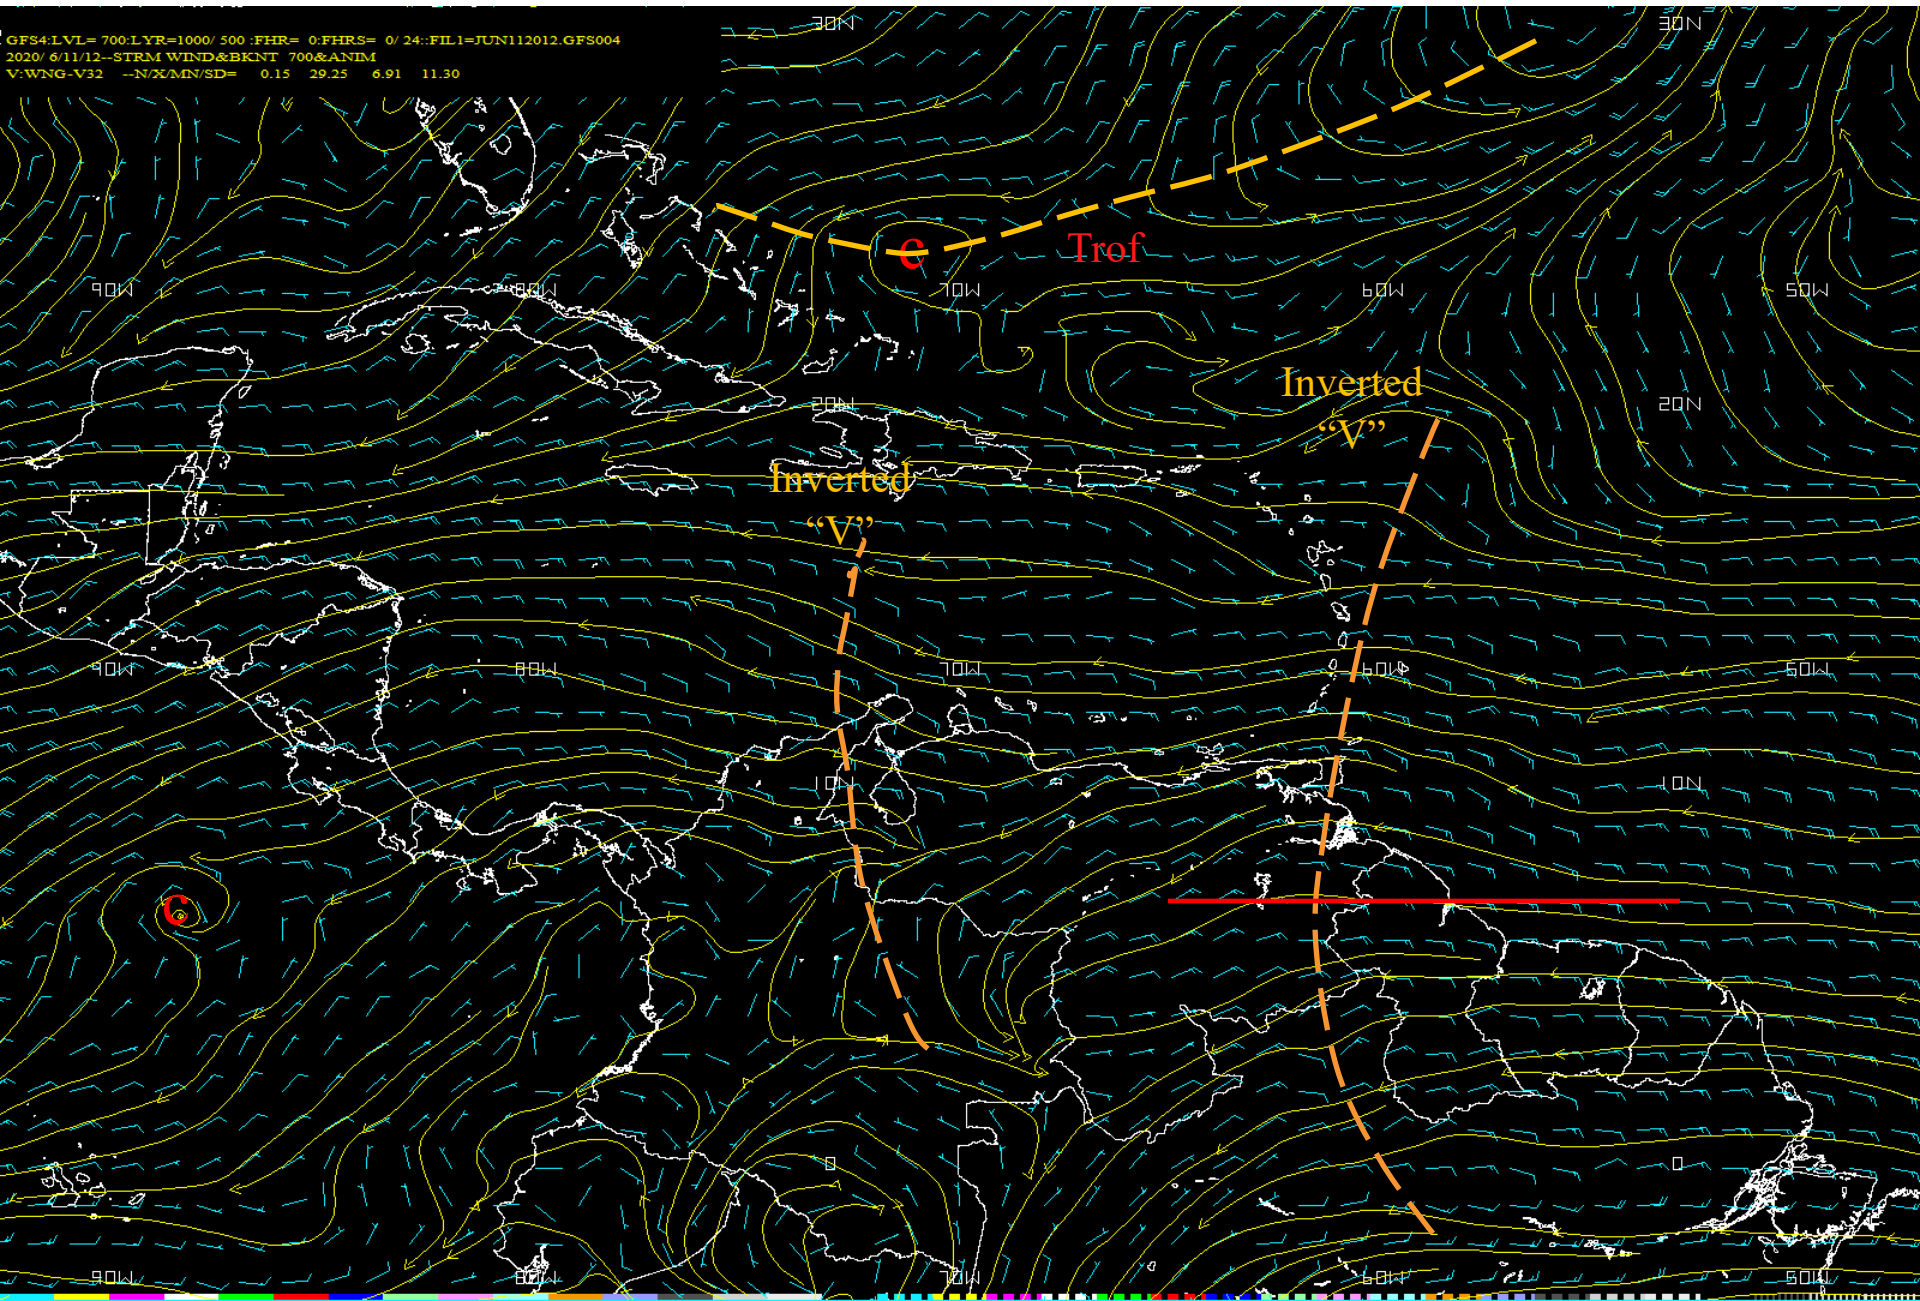 GFS4:LVL= 700:LYR=1000/ 500 :FHR= 0:FHRS= 0/ 24::FIL1=JUN112012.GFS004
2020/ 6/11/12--STRM WIND&BKNT 700&ANIM
V:WNG-V32 --N/X/MN/SD= 0.15 29.25 6.91 11.30
30N
30N
C
Trof
90W
80W
70W
60W
50W
Inverted
“V”
20N
20N
Inverted
“V”
90W
80W
70W
60W
50W
10N
10N
C
0
0
90W
80W
70W
60W
50W